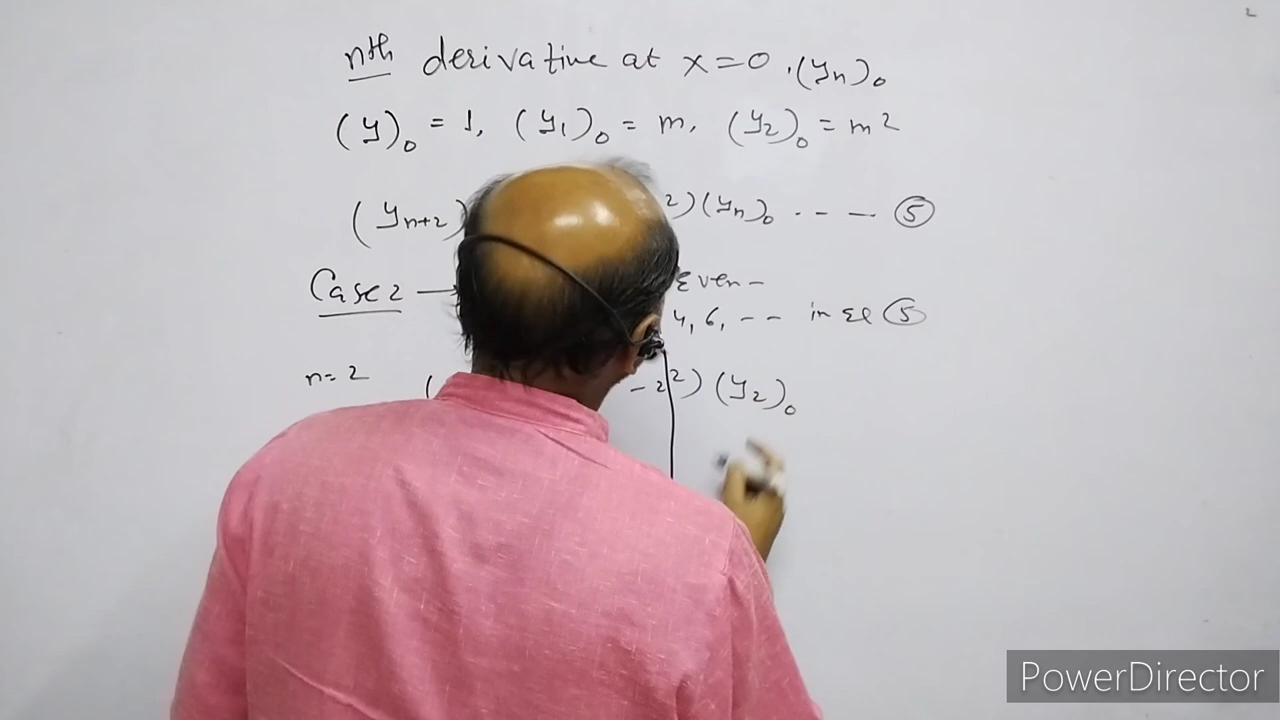 nth derivative at x=0, (yn)₀
(y)₀ = 1, (y₁)₀ = m, (y₂)₀ = m²
(yn+2) ²)(yn)₀ --- ⑤
Case 2 → Even -
4, 6, -- in Eq ⑤
n=2 ( -2²)(y₂)₀
PowerDirector